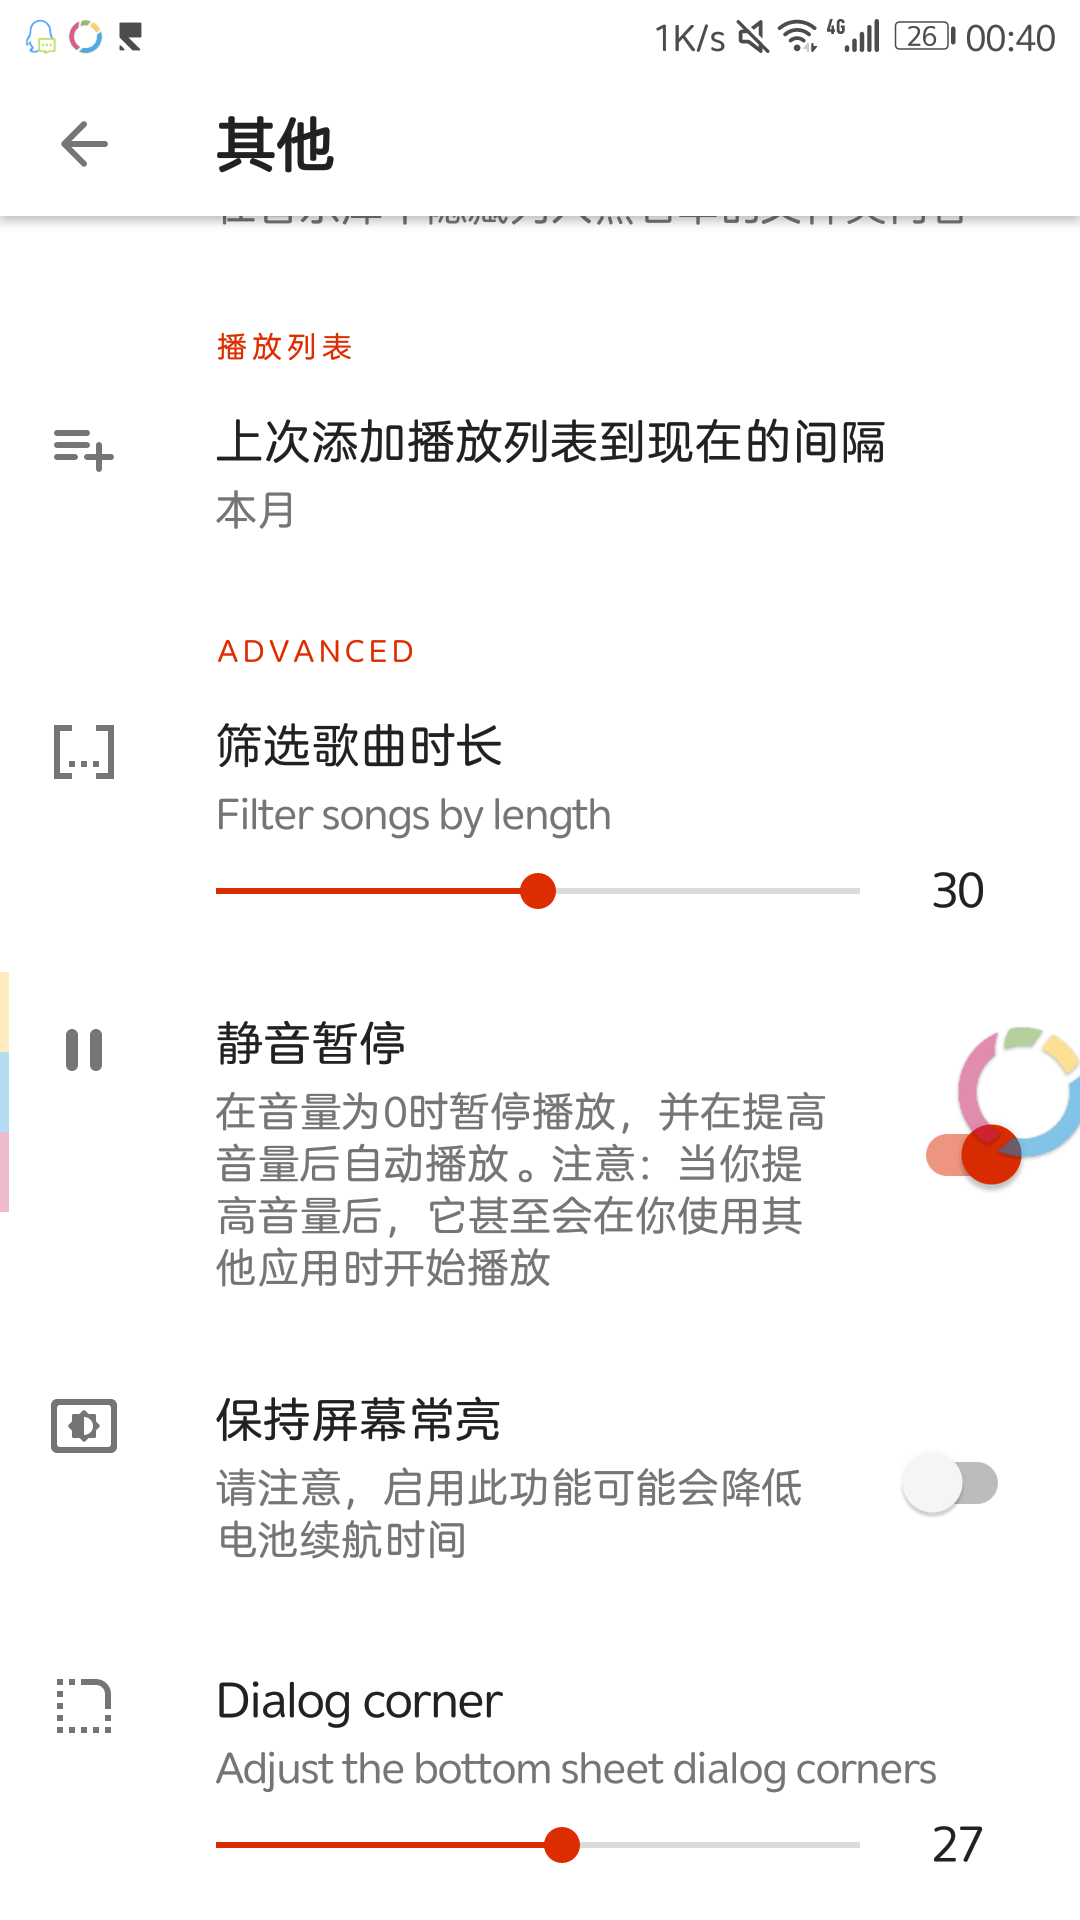 1K/s 4G 26 00:40
其他
播放列表
上次添加播放列表到现在的间隔
本月
ADVANCED
筛选歌曲时长
Filter songs by length
30
静音暂停
在音量为0时暂停播放，并在提高
音量后自动播放。注意：当你提
高音量后，它甚至会在你使用其
他应用时开始播放
保持屏幕常亮
请注意，启用此功能可能会降低
电池续航时间
Dialog corner
Adjust the bottom sheet dialog corners
27